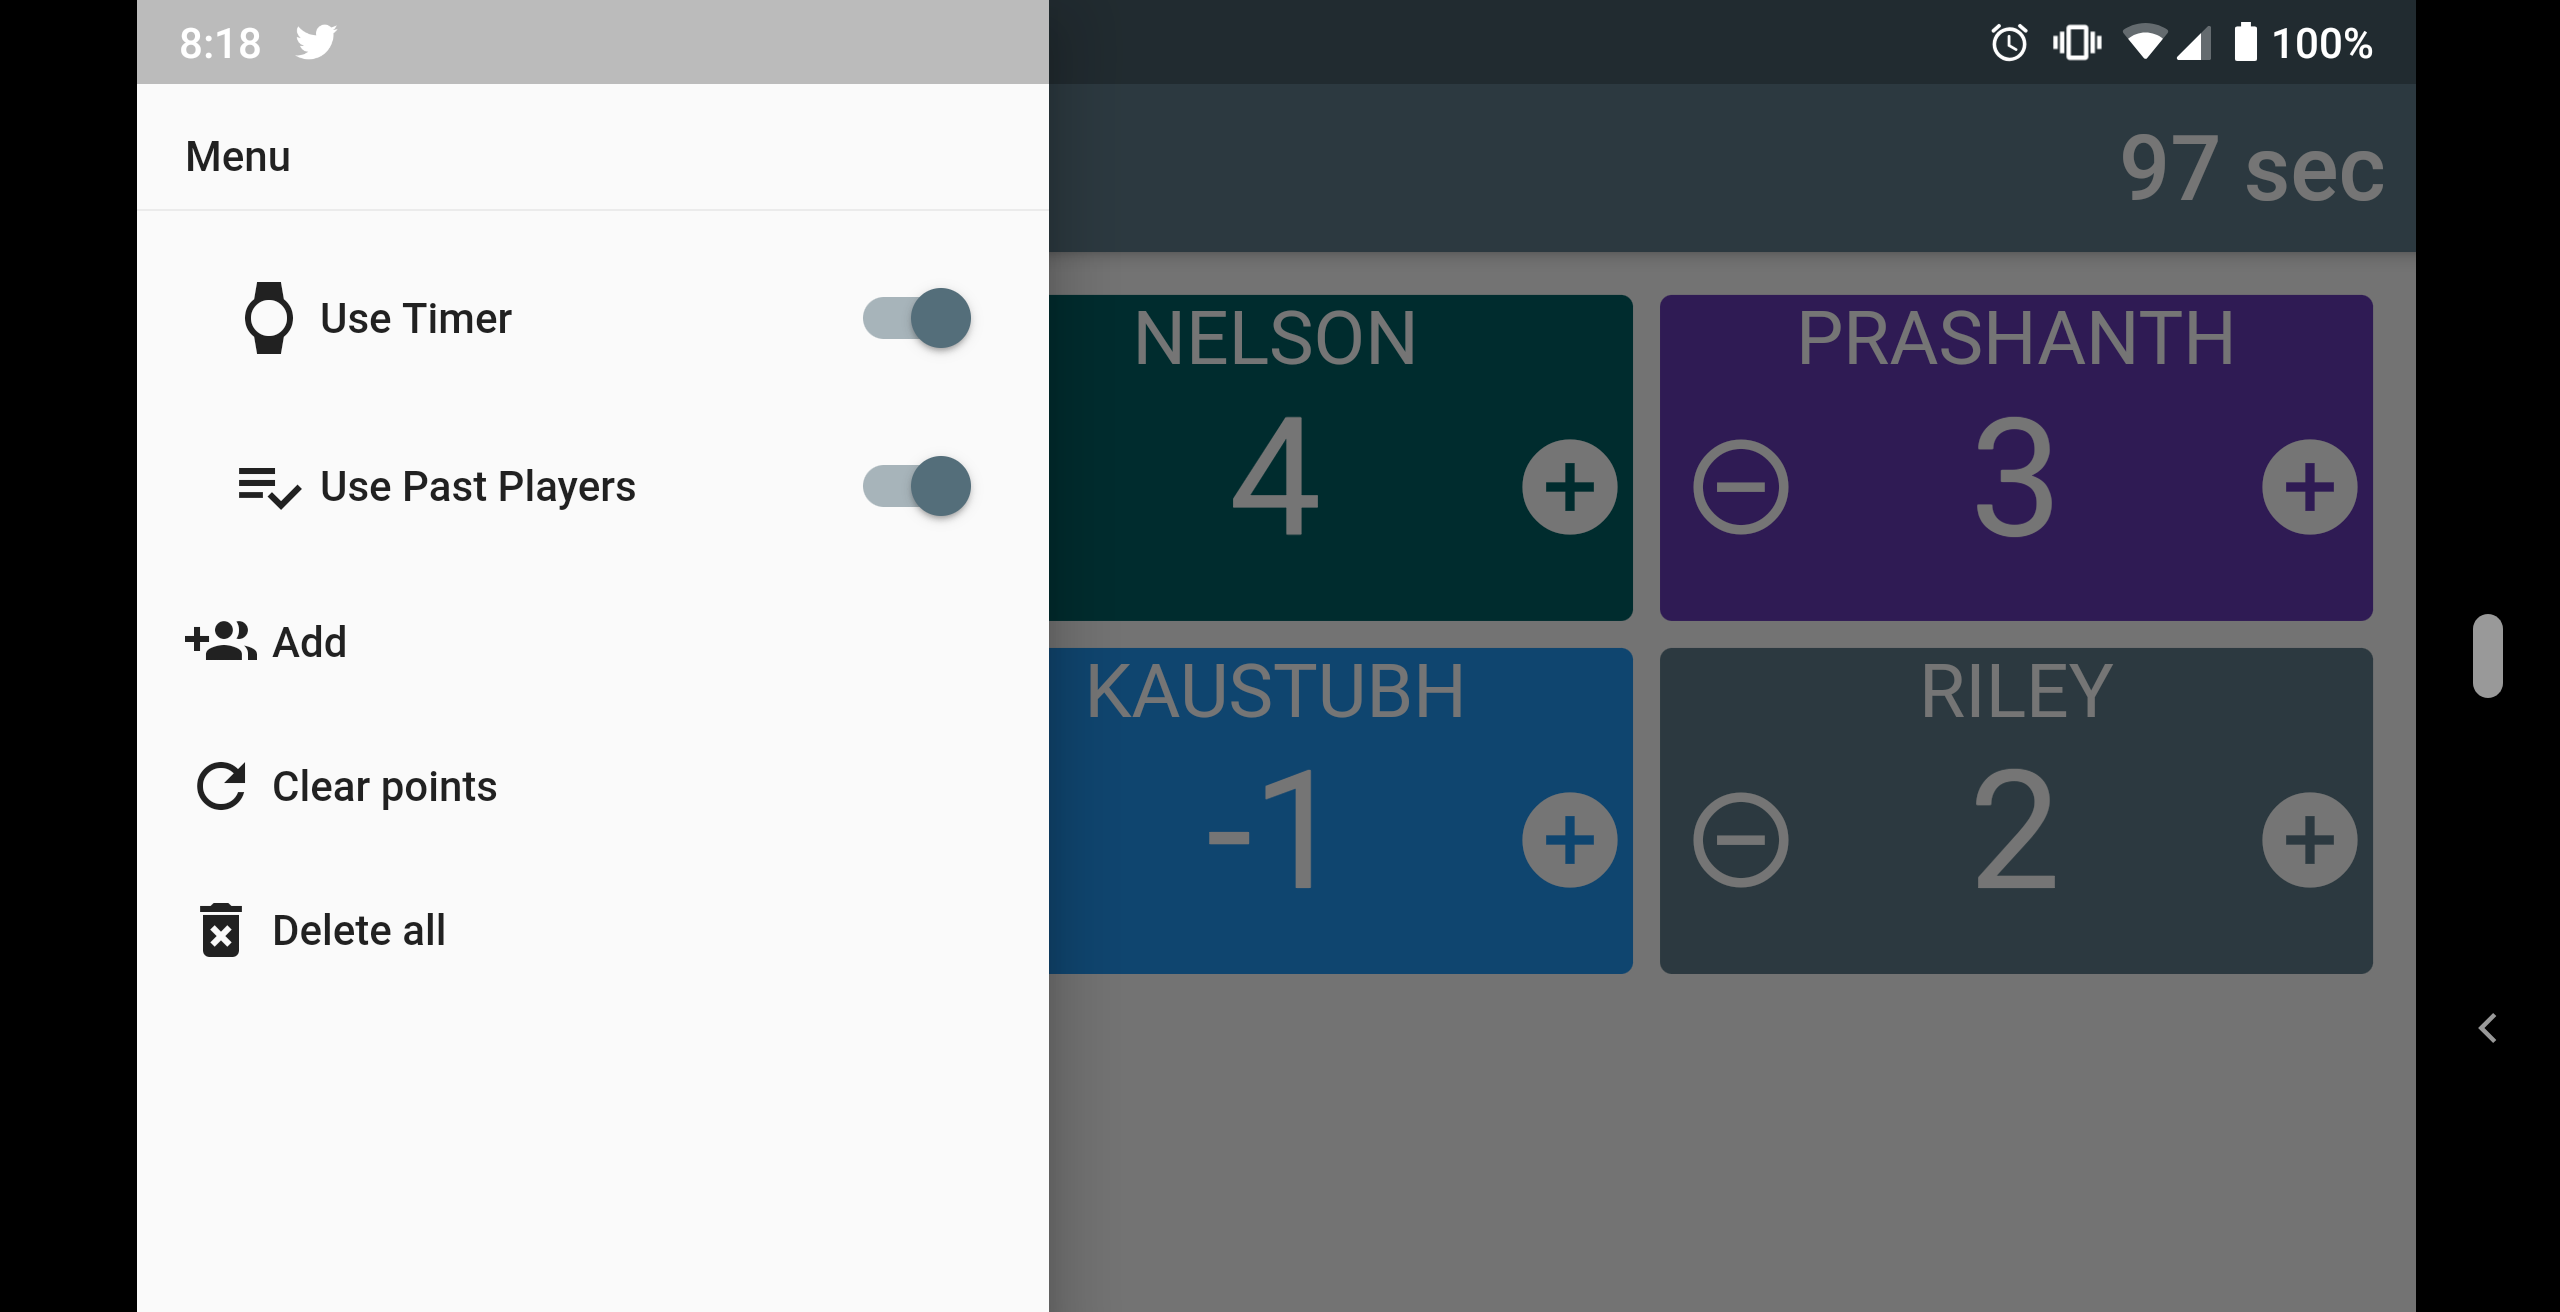 8:18
100%
Menu
97 sec
Use Timer
Use Past Players
Add
Clear points
Delete all
NELSON
4
PRASHANTH
3
KAUSTUBH
-1
RILEY
2